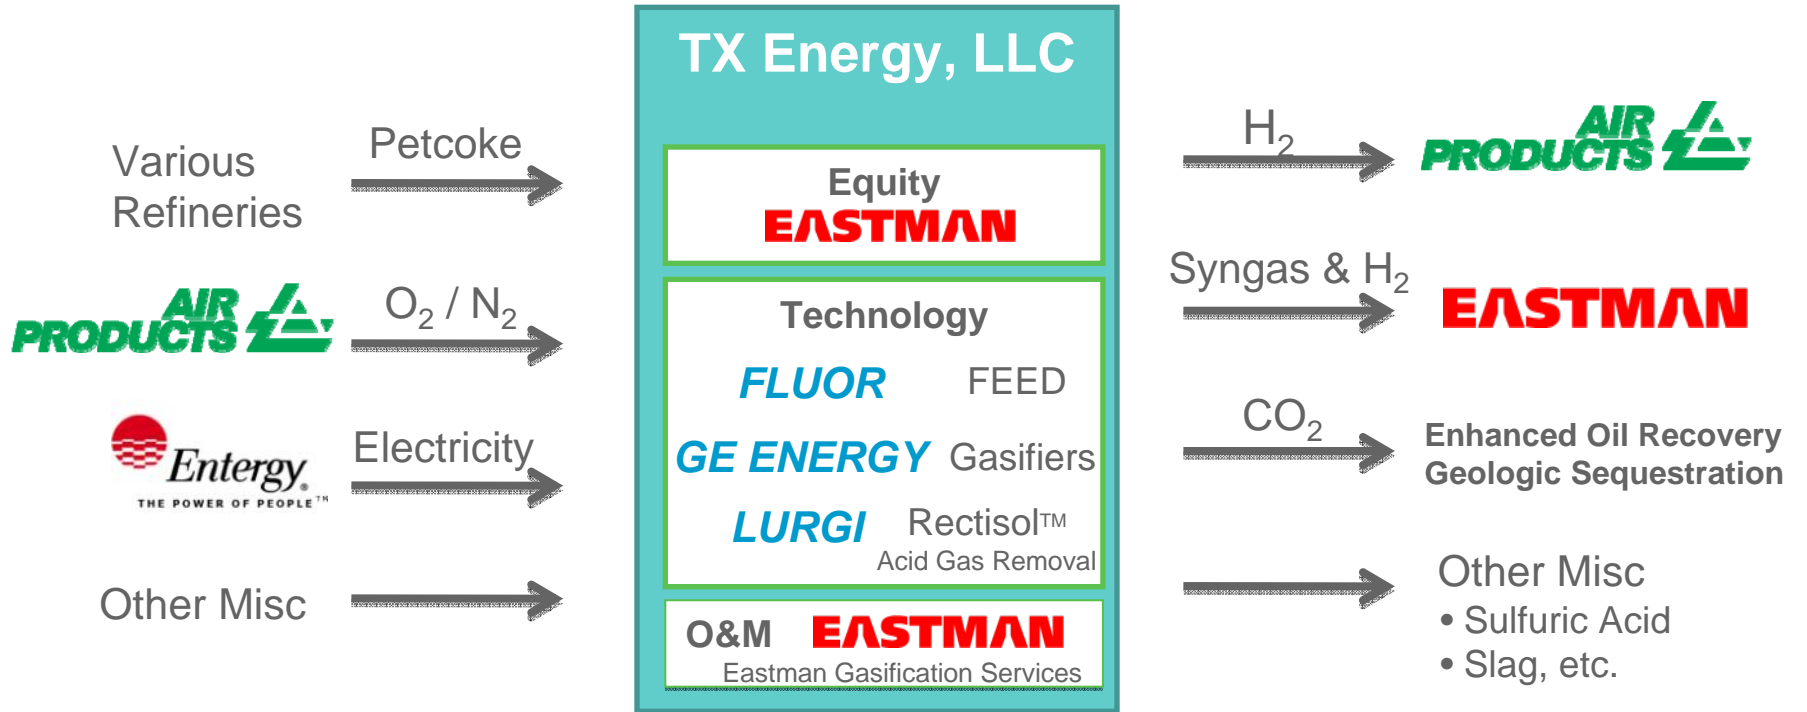 TX Energy, LLC
Various
Refineries
Petcoke
AIR
PRODUCTS
O₂ / N₂
Entergy®
THE POWER OF PEOPLE™
Electricity
Other Misc
Equity
EASTMAN
Technology
FLUOR FEED
GE ENERGY Gasifiers
LURGI Rectisol™
Acid Gas Removal
O&M EASTMAN
Eastman Gasification Services
H₂
AIR
PRODUCTS
Syngas & H₂
EASTMAN
CO₂
Enhanced Oil Recovery
Geologic Sequestration
Other Misc
• Sulfuric Acid
• Slag, etc.